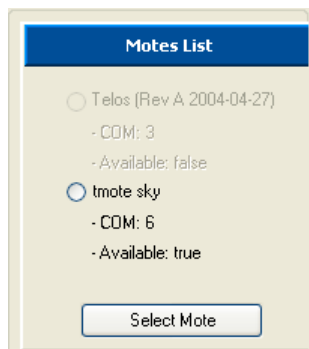 Motes List
Telos (Rev A 2004-04-27)
- COM: 3
- Available: false
tmote sky
- COM: 6
- Available: true
Select Mote